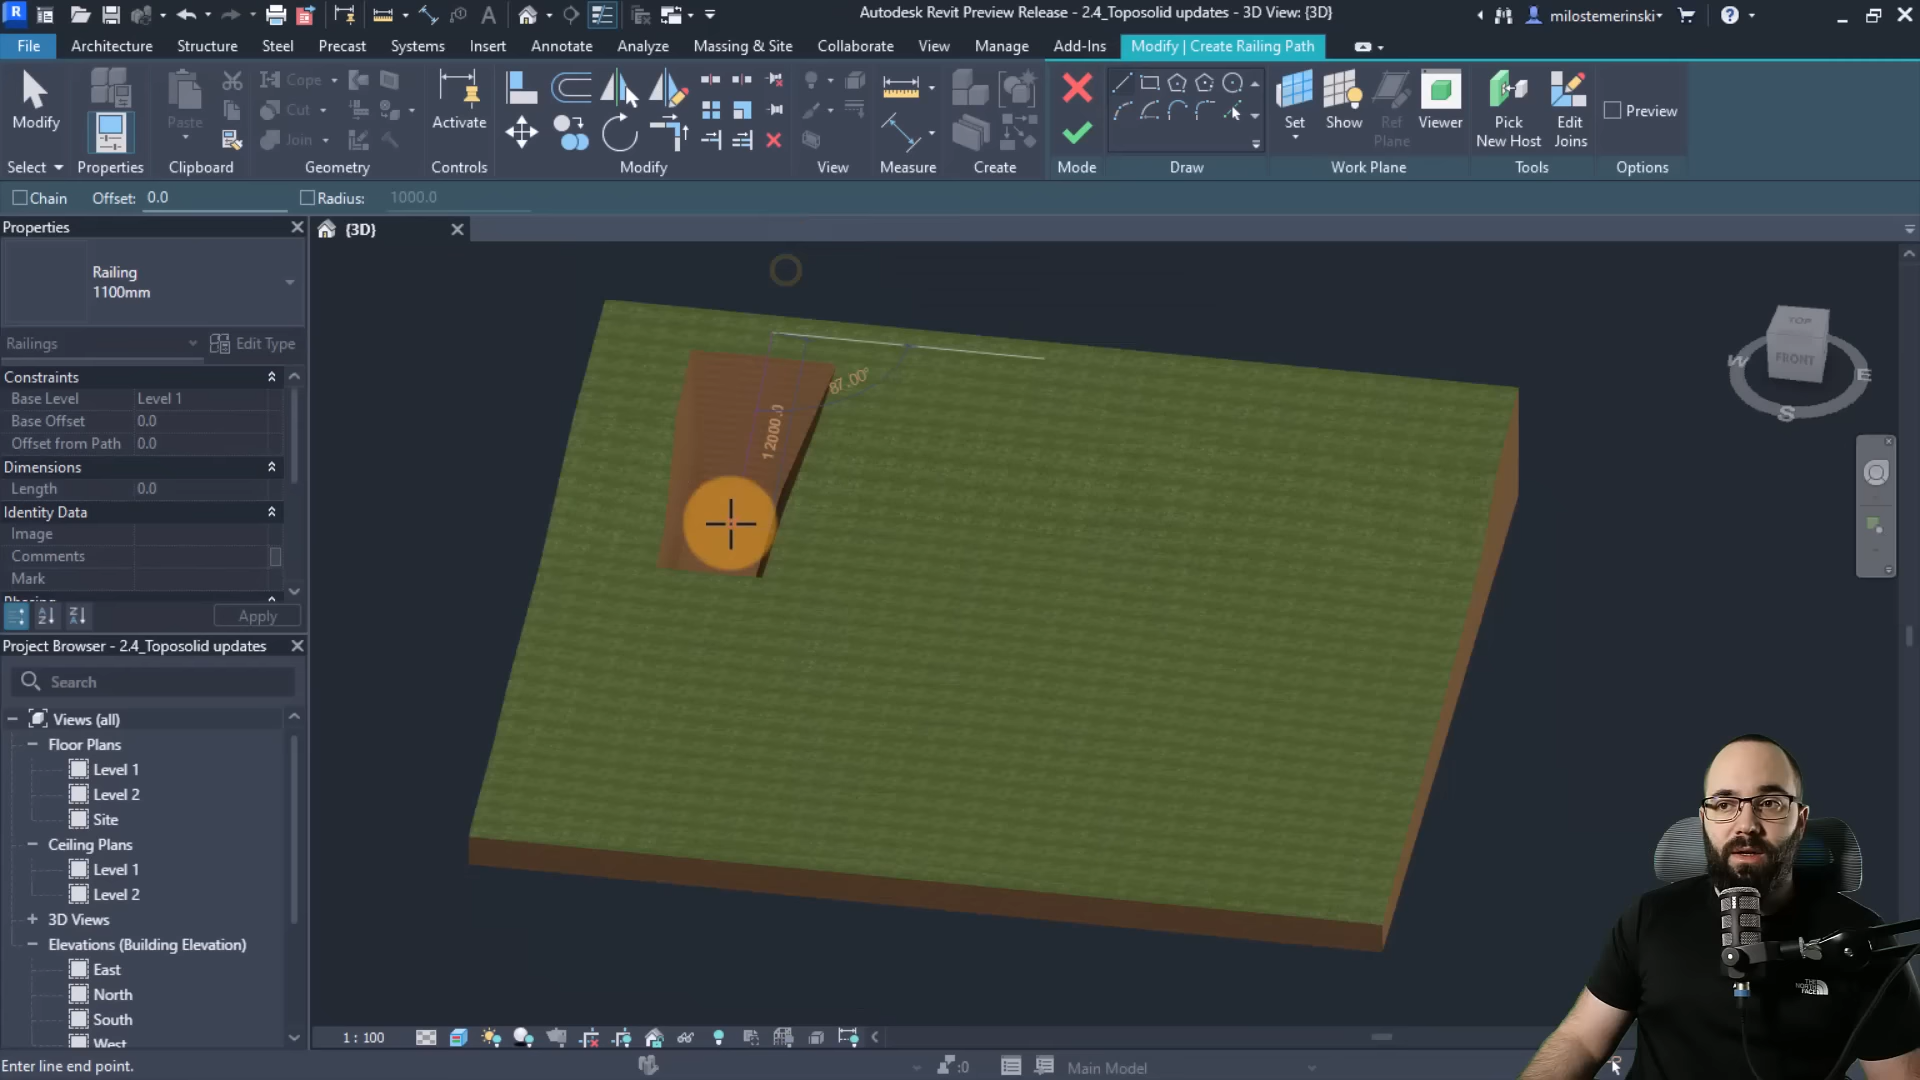 R
Autodesk Revit Preview Release - 2.4_Toposolid updates - 3D View: {3D}
milostemerinski
File Architecture Structure Steel Precast Systems Insert Annotate Analyze Massing & Site Collaborate View Manage Add-Ins Modify | Create Railing Path
Modify
Paste
Cope
Cut
Join
Activate
Set
Show
Ref
Plane
Viewer
Pick
New Host
Edit
Joins
Preview
Select Properties Clipboard Geometry Controls Modify View Measure Create Mode Draw Work Plane Tools Options
Chain Offset: 0.0 Radius: 1000.0
Properties
{3D}
Railing
1100mm
Railings Edit Type
Constraints
Base Level Level 1
Base Offset 0.0
Offset from Path 0.0
Dimensions
Length 0.0
Identity Data
Image
Comments
Mark
Apply
Project Browser - 2.4_Toposolid updates
Search
Views (all)
Floor Plans
Level 1
Level 2
Site
Ceiling Plans
Level 1
Level 2
3D Views
Elevations (Building Elevation)
East
North
South
West
87.00°
12000.0
TOP
FRONT
W
E
S
THE
NORTH
FACE
1 : 100
Enter line end point.
:0
Main Model